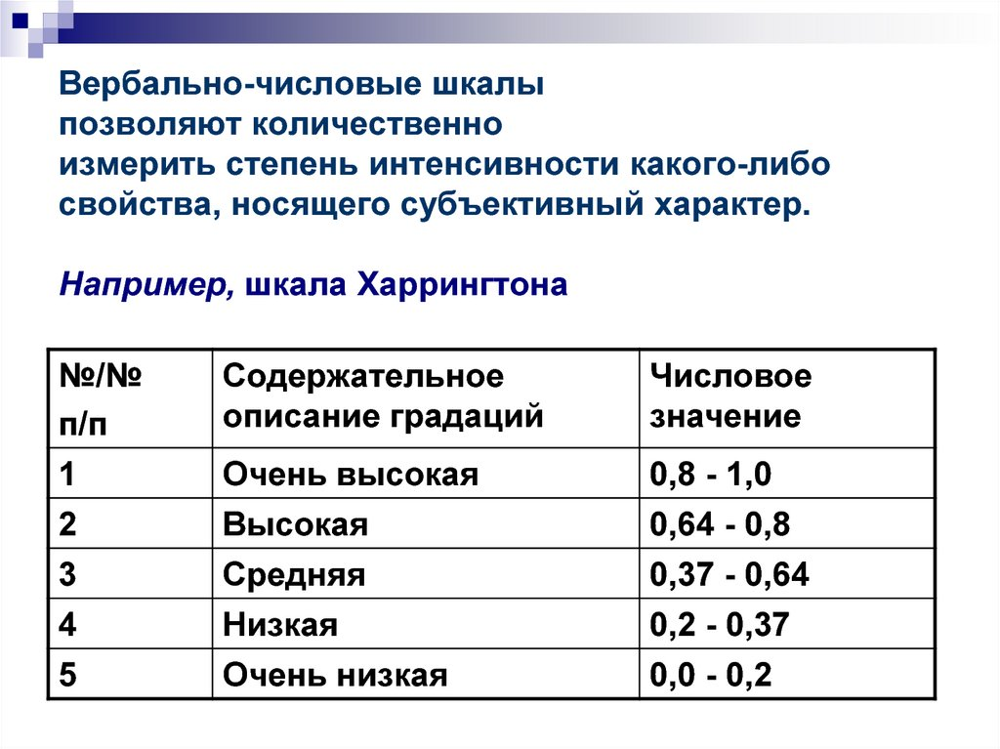 Вербально-числовые шкалы
позволяют количественно
измерить степень интенсивности какого-либо
свойства, носящего субъективный характер.
Например, шкала Харрингтона
№/№ п/п Содержательное описание градаций Числовое значение
1 Очень высокая 0,8 - 1,0
2 Высокая 0,64 - 0,8
3 Средняя 0,37 - 0,64
4 Низкая 0,2 - 0,37
5 Очень низкая 0,0 - 0,2